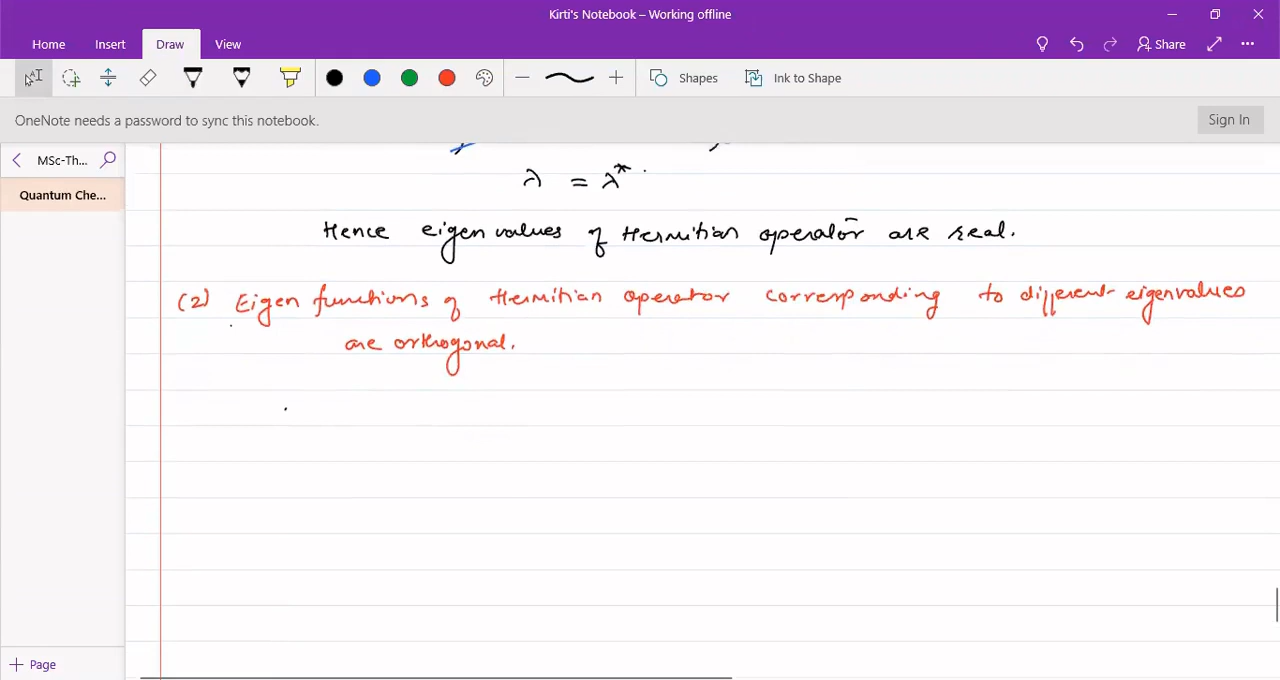 Kirti's Notebook – Working offline
Home Insert Draw View
Share
Shapes Ink to Shape
OneNote needs a password to sync this notebook.
Sign In
MSc-Th...
Quantum Che...
λ = λ*
Hence eigen values of Hermitian operator are real.
(2) Eigen functions of Hermitian operator corresponding to different eigenvalues
are orthogonal.
+ Page